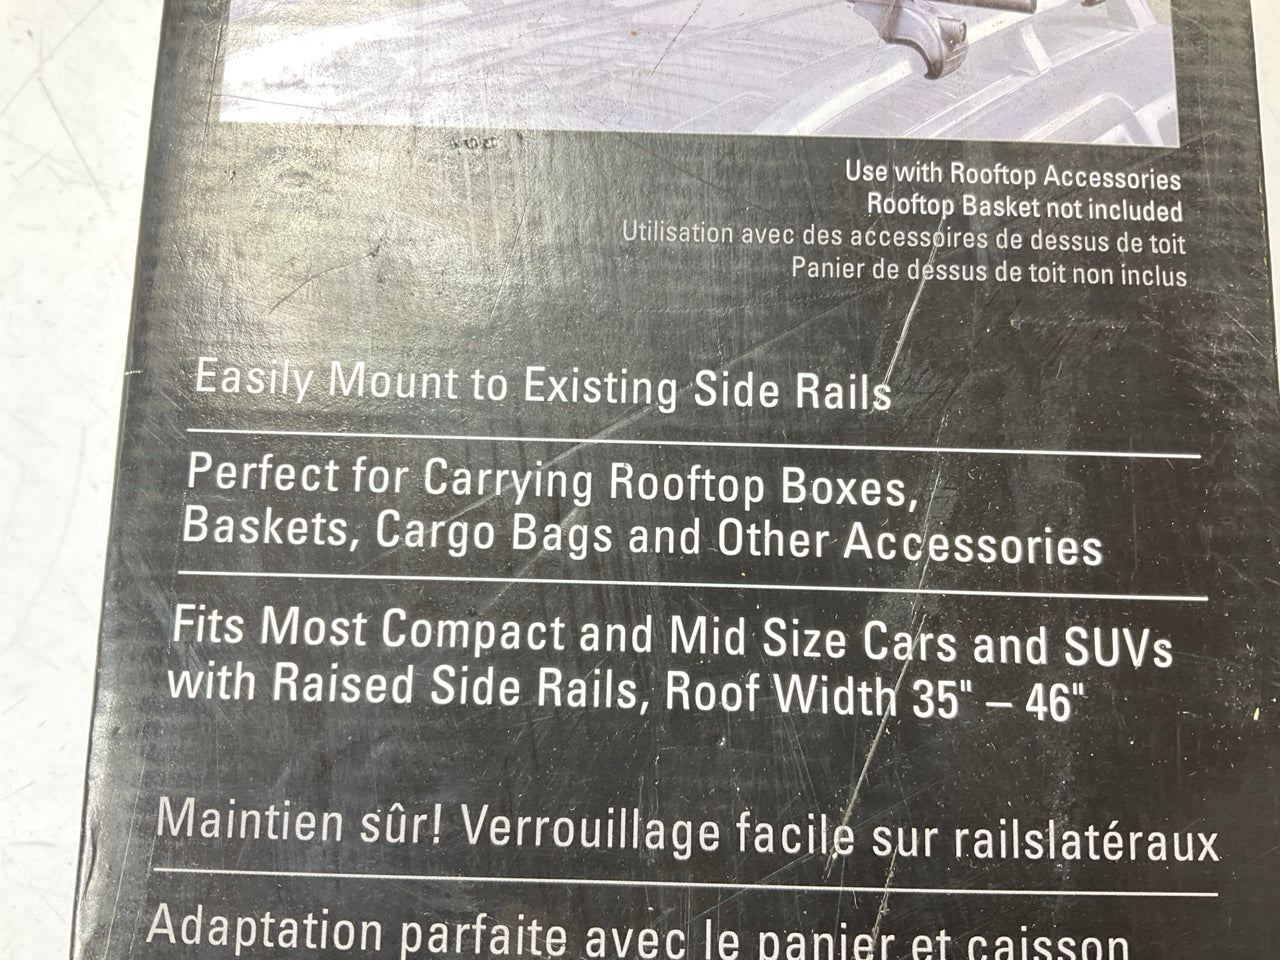 Use with Rooftop Accessories
Rooftop Basket not included
Utilisation avec des accessoires de dessus de toit
Panier de dessus de toit non inclus
Easily Mount to Existing Side Rails
Perfect for Carrying Rooftop Boxes,
Baskets, Cargo Bags and Other Accessories
Fits Most Compact and Mid Size Cars and SUVs
with Raised Side Rails, Roof Width 35" – 46"
Maintien sûr! Verrouillage facile sur railslatéraux
Adaptation parfaite avec le panier et caisson